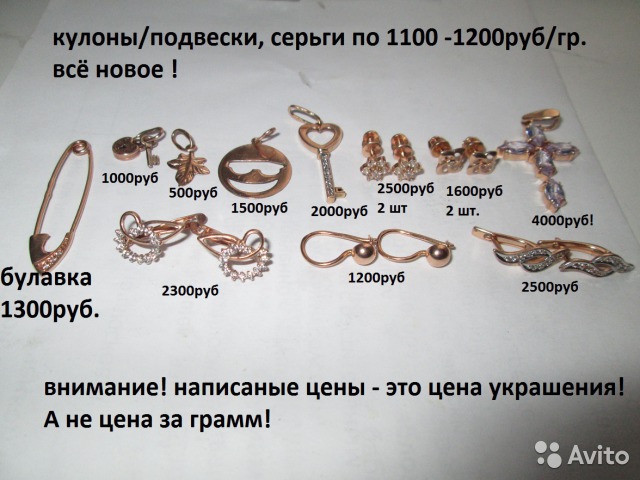 кулоны/подвески, серьги по 1100 -1200руб/гр.
всё новое !
1000руб
500руб
1500руб
2000руб
2500руб
2 шт
1600руб
2 шт.
4000руб!
булавка
1300руб.
2300руб
1200руб
2500руб
внимание! написаные цены - это цена украшения!
А не цена за грамм!
Avito